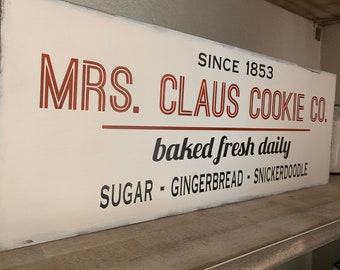 SINCE 1853
MRS. CLAUS COOKIE CO.
baked fresh daily
SUGAR - GINGERBREAD - SNICKERDOODLE